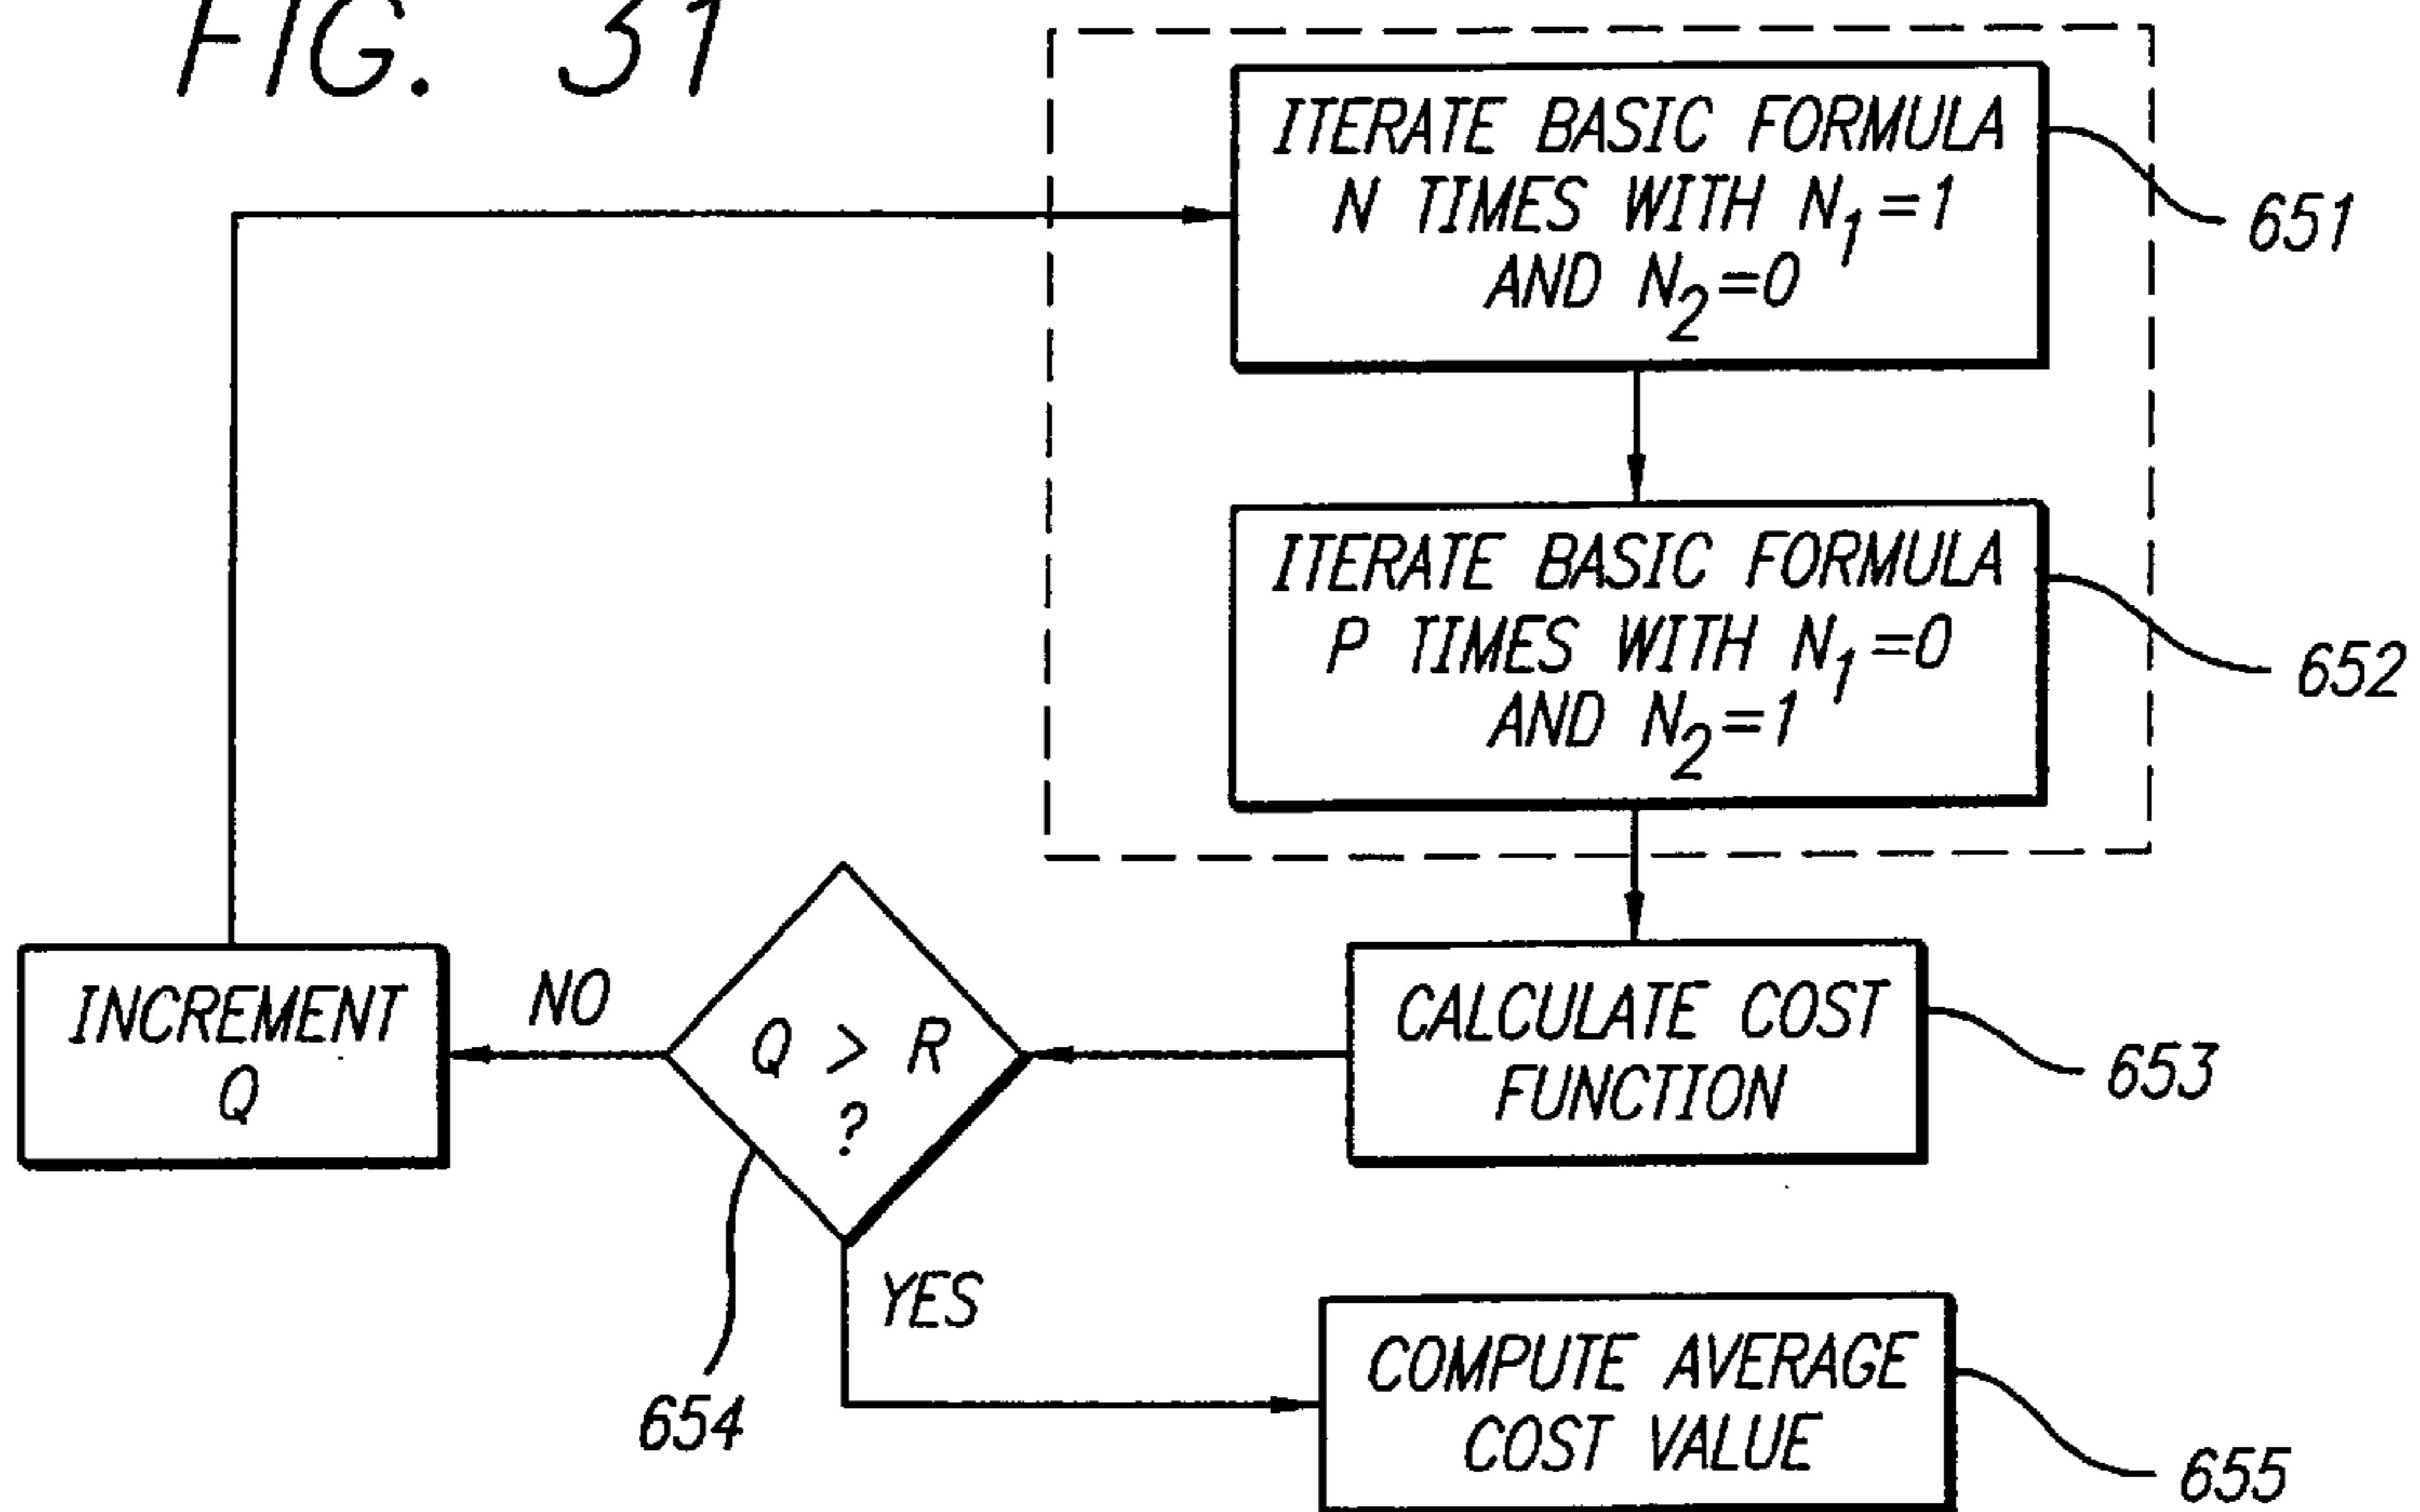 FIG. 31
ITERATE BASIC FORMULA
N TIMES WITH N₁=1
AND N₂=0
651
ITERATE BASIC FORMULA
P TIMES WITH N₁=0
AND N₂=1
652
CALCULATE COST
FUNCTION
653
Q > R
?
654
NO
INCREMENT
Q
YES
COMPUTE AVERAGE
COST VALUE
655